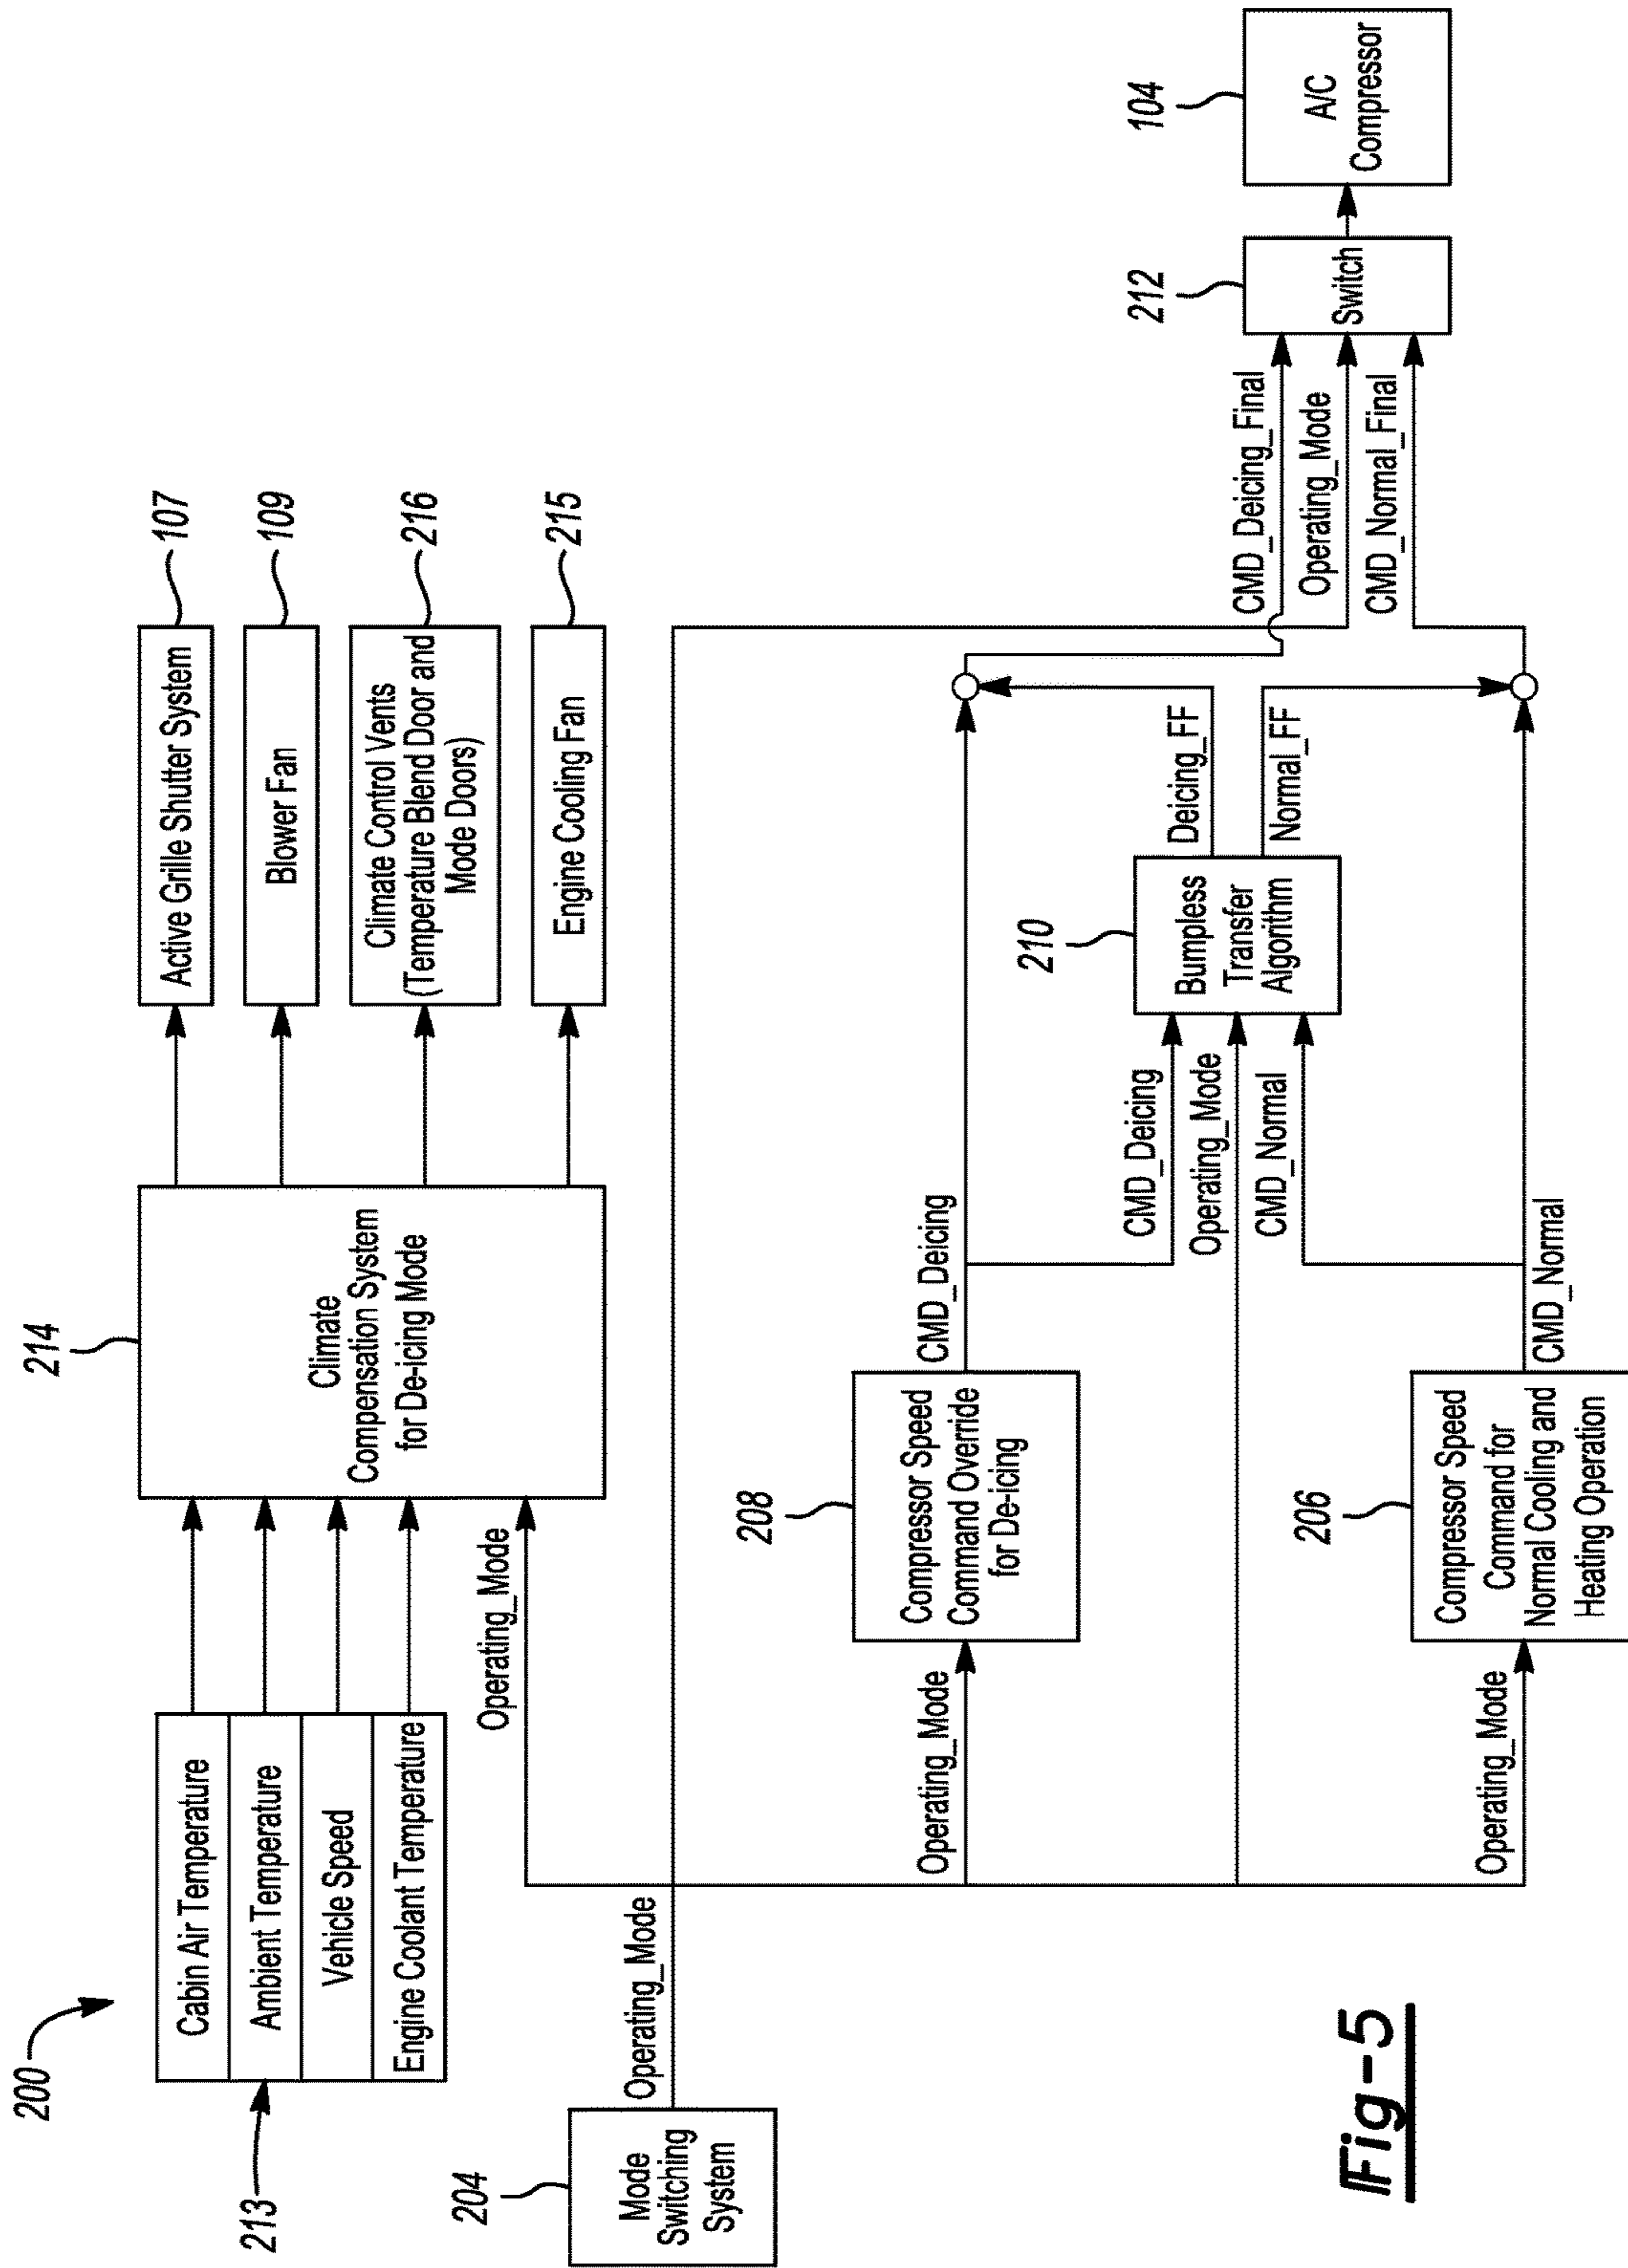 200
213
Cabin Air Temperature
Ambient Temperature
Vehicle Speed
Engine Coolant Temperature
214
Climate
Compensation System
for De-icing Mode
Active Grille Shutter System
107
Blower Fan
109
Climate Control Vents
(Temperature Blend Door and
Mode Doors)
216
Engine Cooling Fan
215
Operating_Mode
204
Mode
Switching
System
Operating_Mode
208
Compressor Speed
Command Override
for De-icing
Operating_Mode
CMD_Deicing
CMD_Deicing
Operating_Mode
CMD_Normal
210
Bumpless
Transfer
Algorithm
Deicing_FF
Normal_FF
CMD_Deicing_Final
Operating_Mode
CMD_Normal_Final
212
Switch
104
A/C
Compressor
206
Compressor Speed
Command for
Normal Cooling and
Heating Operation
Operating_Mode
CMD_Normal
Fig-5